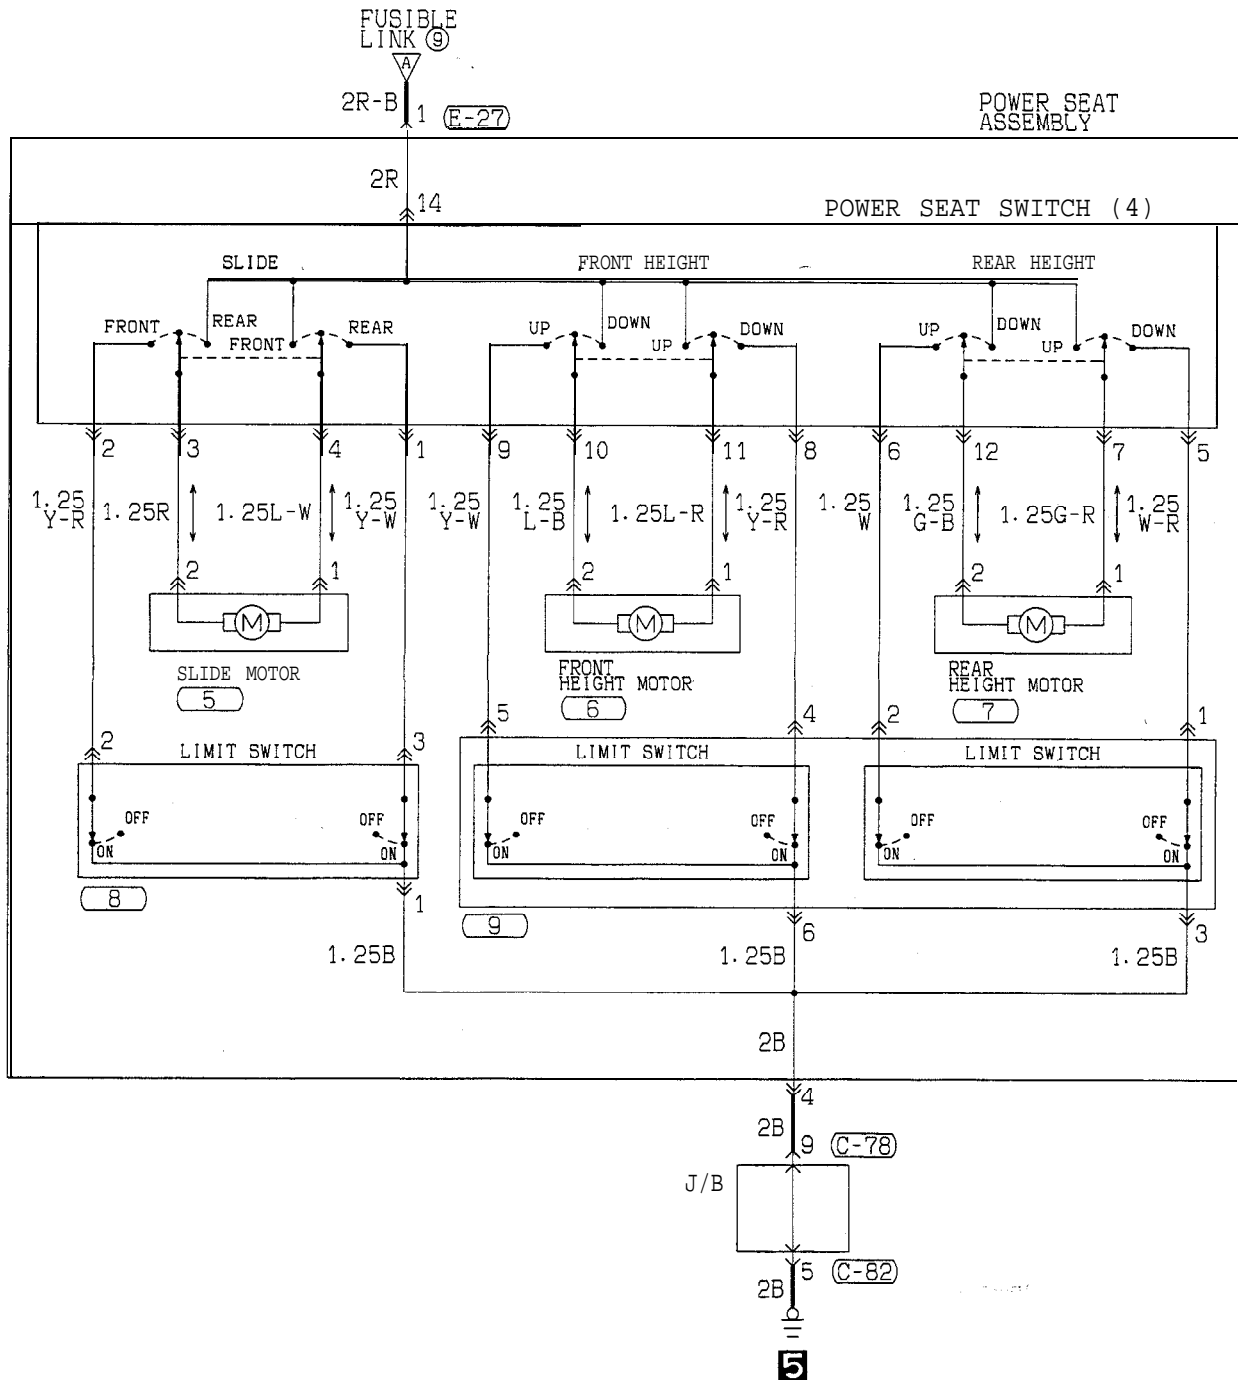 FUSIBLE
LINK 9
A
2R-B
1
E-27
POWER SEAT
ASSEMBLY
2R
14
POWER SEAT SWITCH (4)
SLIDE
FRONT HEIGHT
REAR HEIGHT
FRONT
REAR
FRONT
REAR
UP
DOWN
UP
DOWN
UP
DOWN
UP
DOWN
2
3
4
1
9
10
11
8
6
12
7
5
1.25
Y-R
1.25R
1.25L-W
1.25
Y-W
1.25
Y-W
1.25
L-B
1.25L-R
1.25
Y-R
1.25
W
1.25
G-B
1.25G-R
1.25
W-R
2
1
2
1
2
1
M
M
M
SLIDE MOTOR
5
FRONT
HEIGHT MOTOR
6
REAR
HEIGHT MOTOR
7
2
3
5
4
2
1
LIMIT SWITCH
LIMIT SWITCH
LIMIT SWITCH
OFF
ON
OFF
ON
OFF
ON
OFF
ON
OFF
ON
OFF
ON
8
1
9
6
3
1.25B
1.25B
1.25B
2B
4
2B
9
C-78
J/B
5
C-82
2B
5